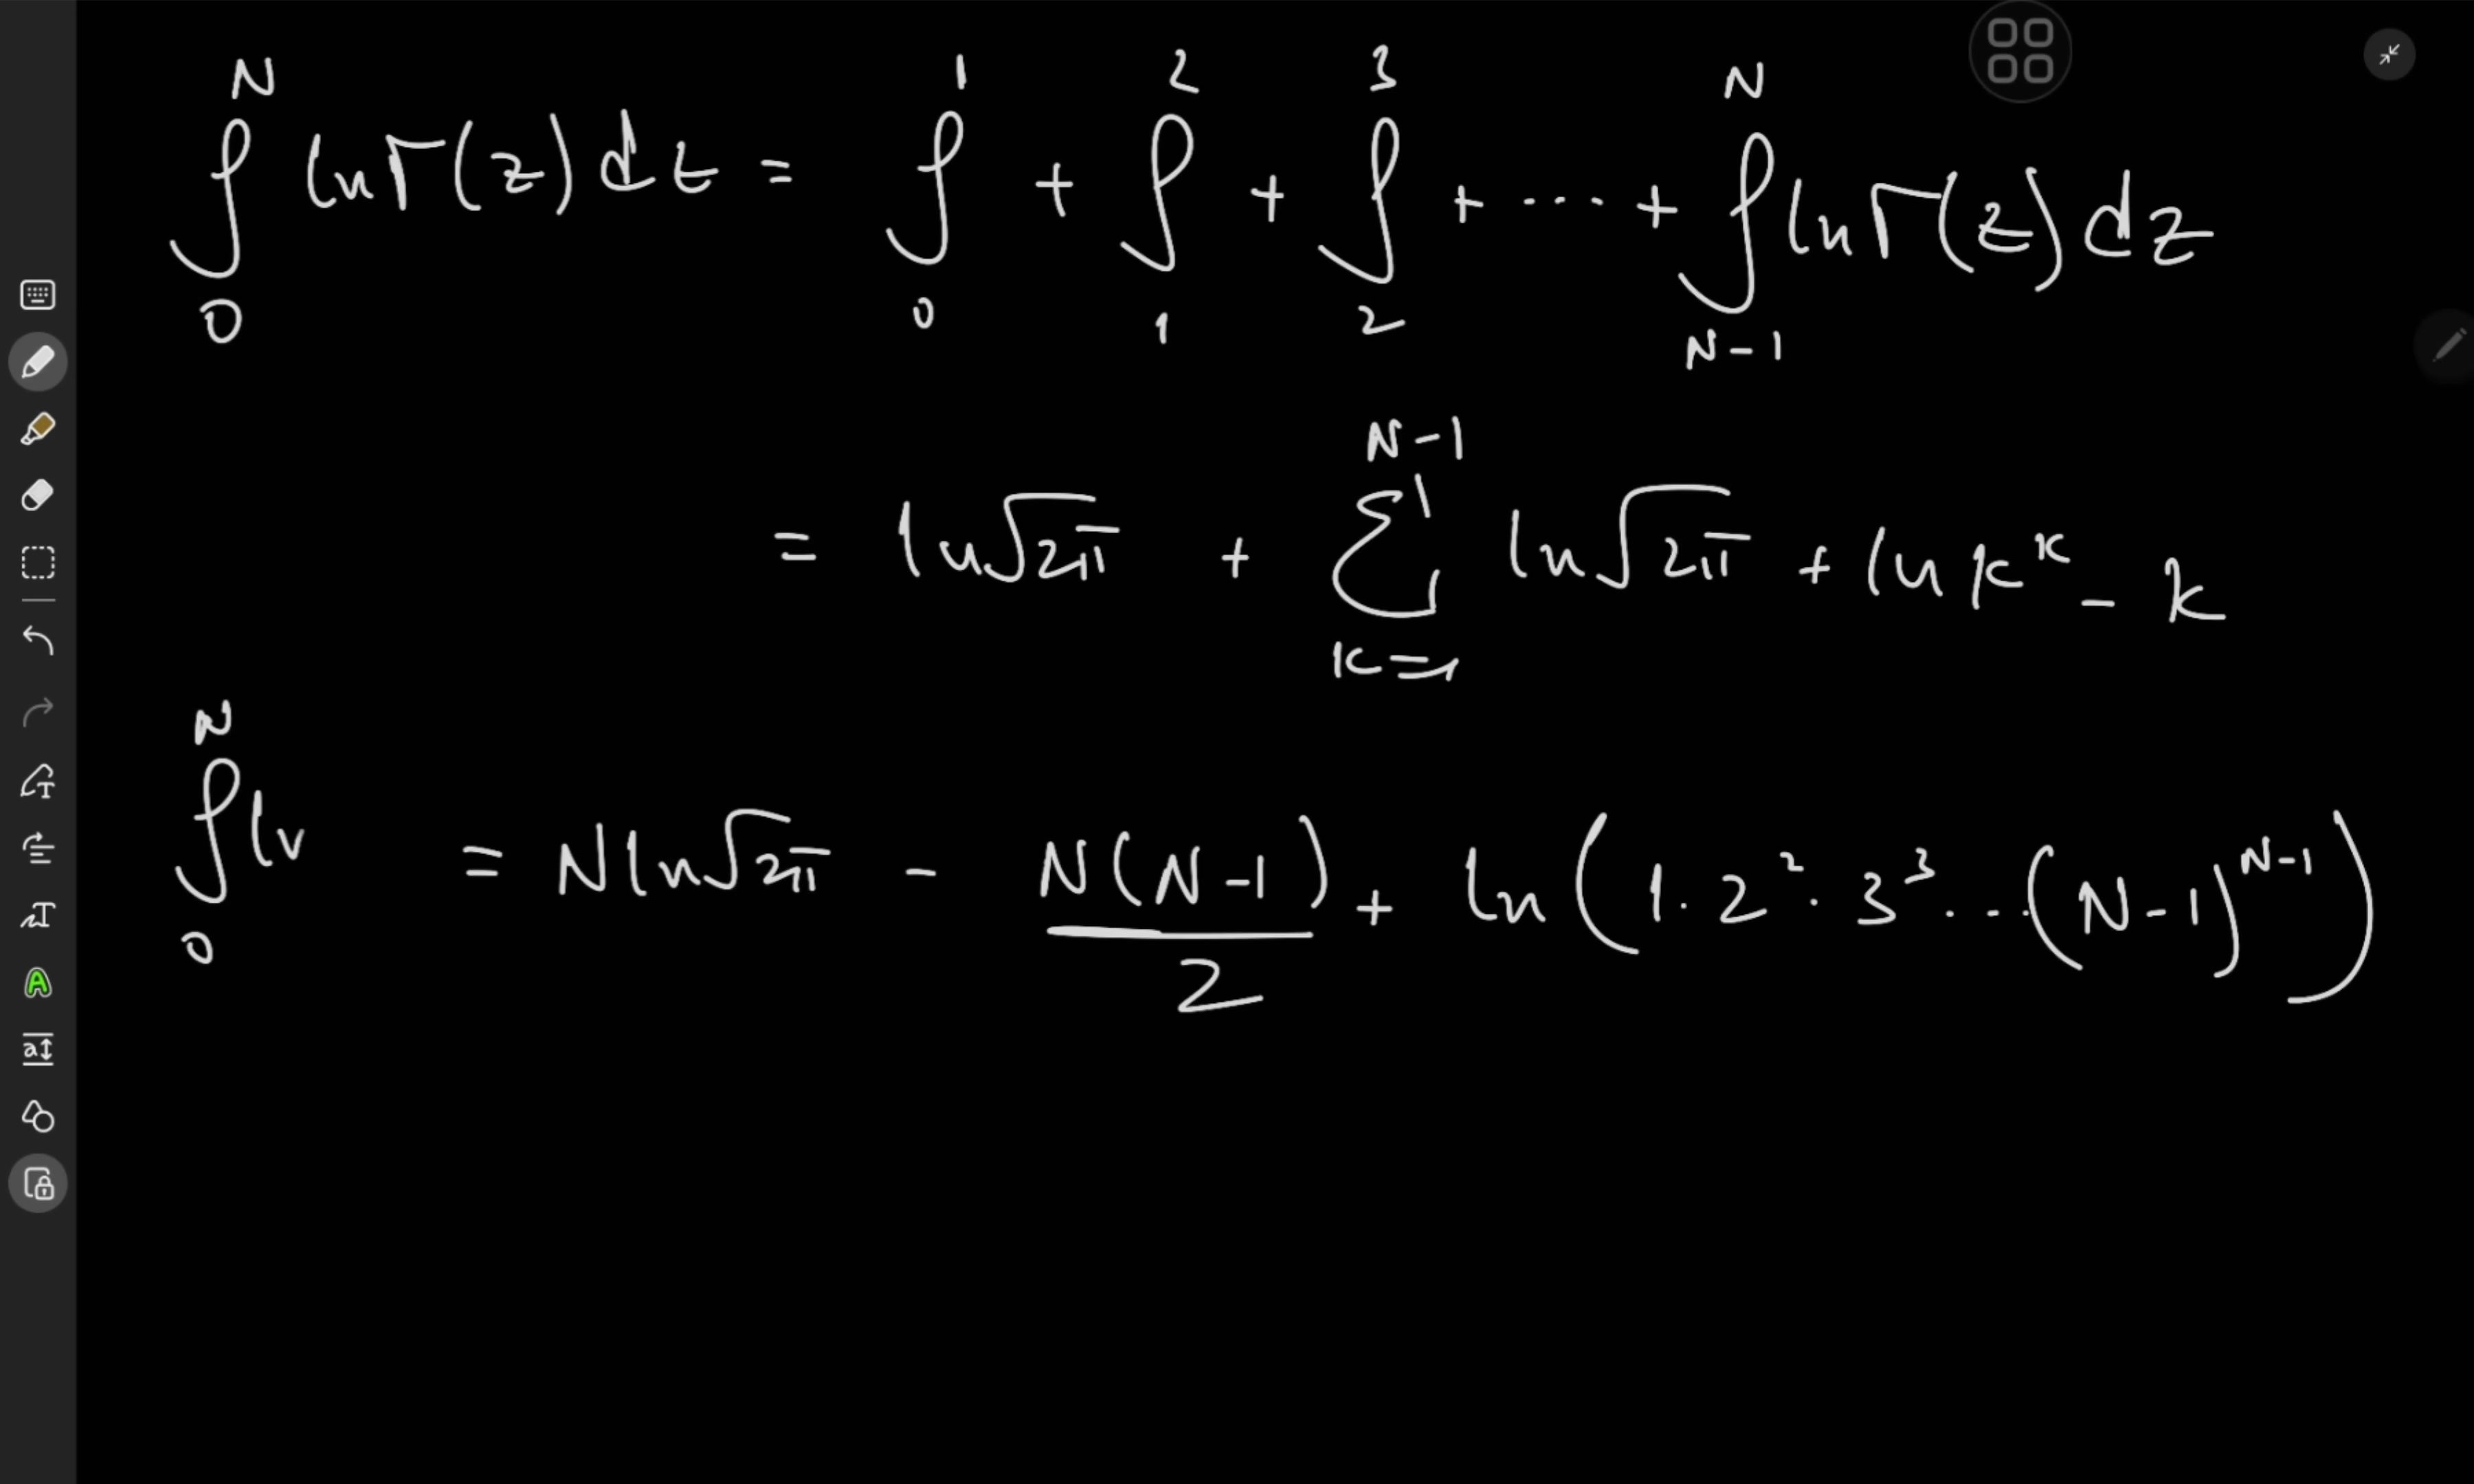 ∫₀ᴺ ln Γ(z) dz = ∫₀¹ + ∫₁² + ∫₂³ + ... + ∫_{N-1}^{N} ln Γ(z) dz
= ln√2π + ∑_{k=1}^{N-1} ln√2π + ln k^k - k
∫₀ᴺ ln = N ln√2π - N(N-1)/2 + ln(1·2²·3³...(N-1)^{N-1})